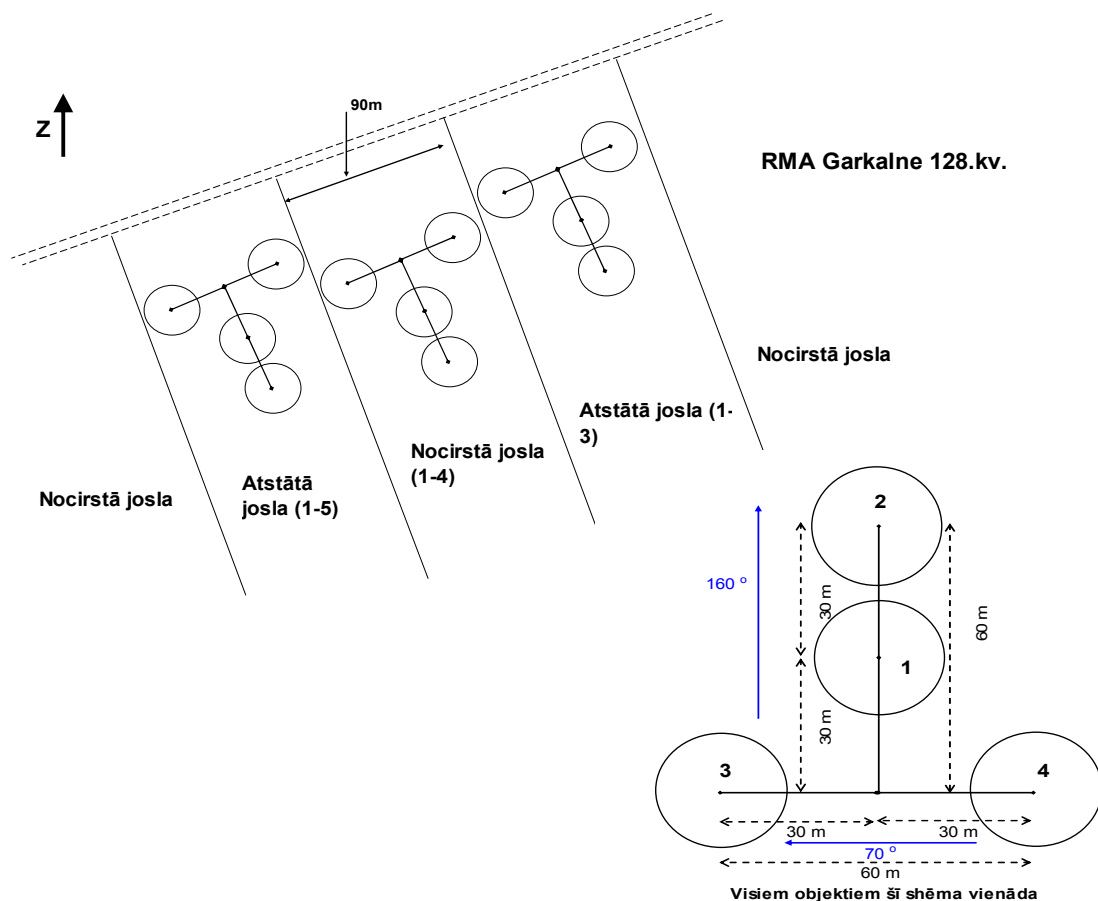 90m
Z
RMA Garkalne 128.kv.
Nocirstā josla
Atstātā josla (1-
3)
Nocirstā josla
(1-4)
Atstātā
josla (1-5)
Nocirstā josla
2
160 º
30 m
60 m
1
30 m
3
4
30 m
30 m
70 º
60 m
Visiem objektiem šī shēma vienāda